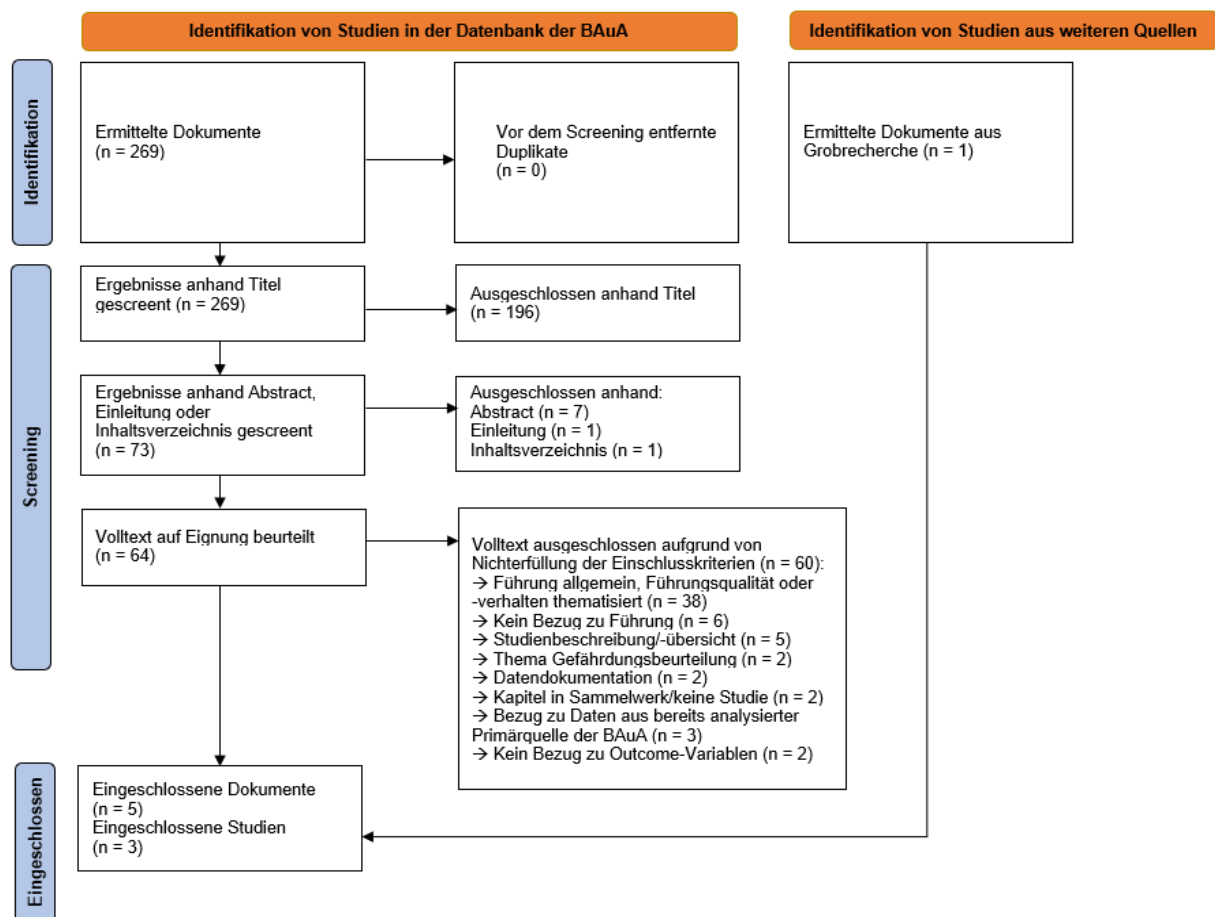 Identifikation von Studien in der Datenbank der BAuA
Identifikation von Studien aus weiteren Quellen
Identifikation
Ermittelte Dokumente
(n = 269)
Vor dem Screening entfernte
Duplikate
(n = 0)
Ermittelte Dokumente aus
Grobrecherche (n = 1)
Screening
Ergebnisse anhand Titel
gescreent (n = 269)
Ausgeschlossen anhand Titel
(n = 196)
Ergebnisse anhand Abstract,
Einleitung oder
Inhaltsverzeichnis gescreent
(n = 73)
Ausgeschlossen anhand:
Abstract (n = 7)
Einleitung (n = 1)
Inhaltsverzeichnis (n = 1)
Volltext auf Eignung beurteilt
(n = 64)
Volltext ausgeschlossen aufgrund von
Nichterfüllung der Einschlusskriterien (n = 60):
→ Führung allgemein, Führungsqualität oder
-verhalten thematisiert (n = 38)
→ Kein Bezug zu Führung (n = 6)
→ Studienbeschreibung/-übersicht (n = 5)
→ Thema Gefährdungsbeurteilung (n = 2)
→ Datendokumentation (n = 2)
→ Kapitel in Sammelwerk/keine Studie (n = 2)
→ Bezug zu Daten aus bereits analysierter
Primärquelle der BAuA (n = 3)
→ Kein Bezug zu Outcome-Variablen (n = 2)
Eingeschlossen
Eingeschlossene Dokumente
(n = 5)
Eingeschlossene Studien
(n = 3)